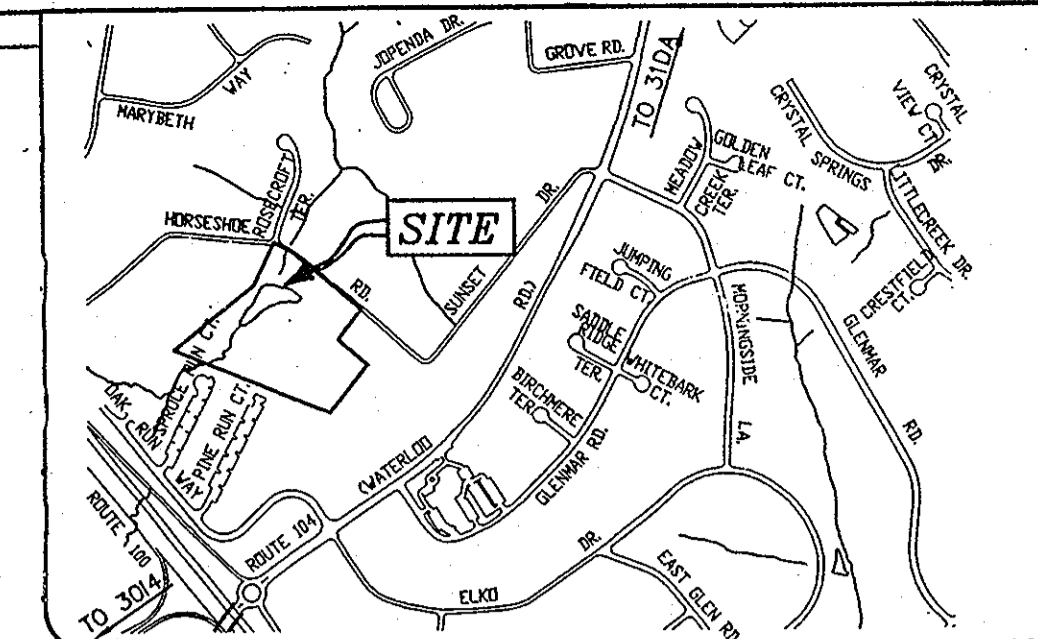 JOPENDA DR.
GROVE RD.
TO 310A
MARYBETH
WAY
CRYSTAL SPRINGS
CRYSTAL
VIEW CT.
DR.
MEADOW
CREEK
TER.
GOLDEN
LEAF CT.
LITTLECREEK DR.
CRESTFIELD
CT.
ROSECROFT
TER.
HORSESHOE
RD.
SITE
SUNSET
DR.
JUMPING
FIELD CT.
SADDLE
RIDGE
TER.
WHITEBARK
CT.
BIRCHMERE
TER.
GLENMAR RD.
MORNINGSIDE
LA.
GLENMAR
RD.
SPRUCE RUN CT.
OAK
RUN
WAY
PINE RUN CT.
(WATERLOO
RD.)
ROUTE 104
ROUTE 100
TO 3014
ELKO
DR.
EAST GLEN RD.